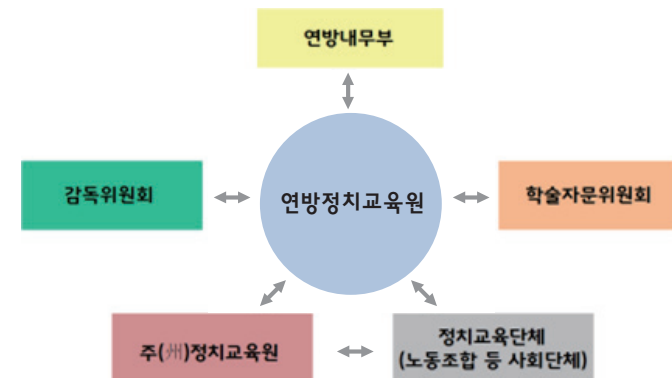 연방내무부
감독위원회
연방정치교육원
학술자문위원회
주(州)정치교육원
정치교육단체
(노동조합 등 사회단체)